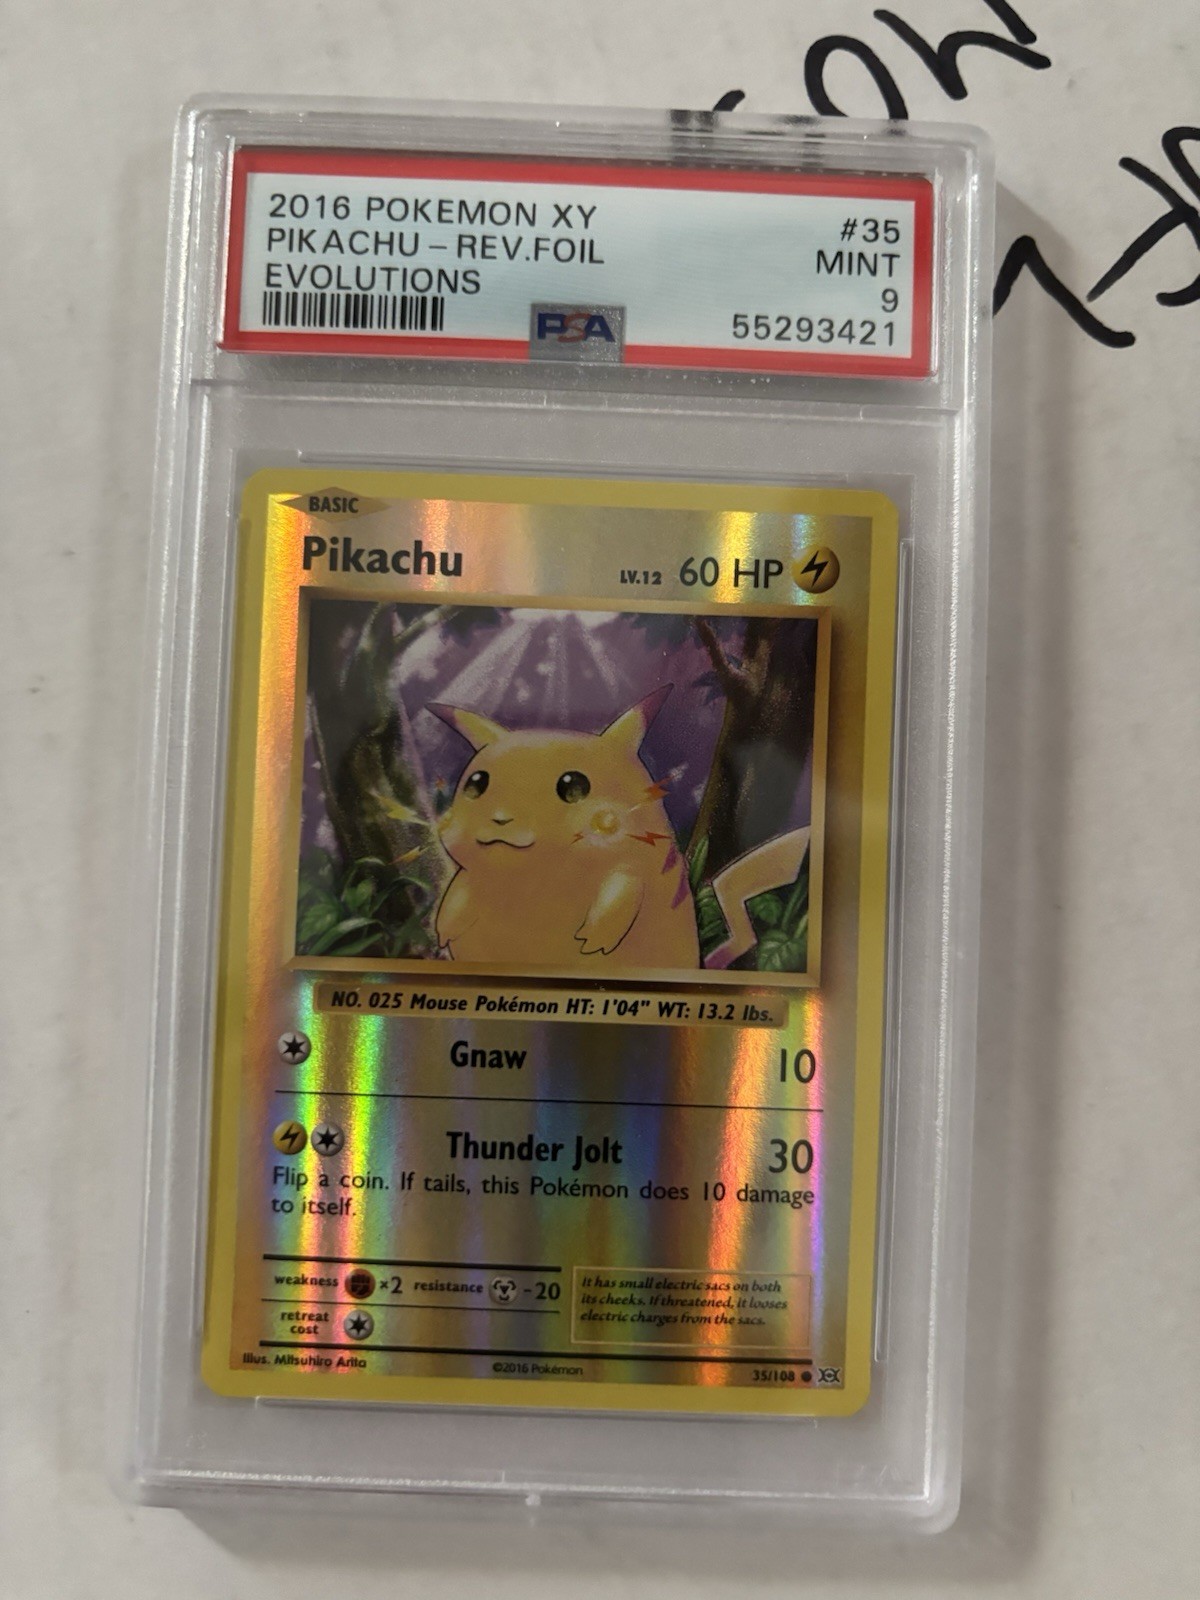 2016 POKEMON XY #35
PIKACHU – REV.FOIL MINT
EVOLUTIONS 9
PSA 55293421
BASIC
Pikachu LV.12 60 HP
NO. 025 Mouse Pokémon HT: 1'04" WT: 13.2 lbs.
Gnaw 10
Thunder Jolt 30
Flip a coin. If tails, this Pokémon does 10 damage
to itself.
weakness ×2 resistance -20
retreat
cost
It has small electric sacs on both
its cheeks. If threatened, it looses
electric charges from the sacs.
Illus. Mitsuhiro Arita ©2016 Pokémon 35/108